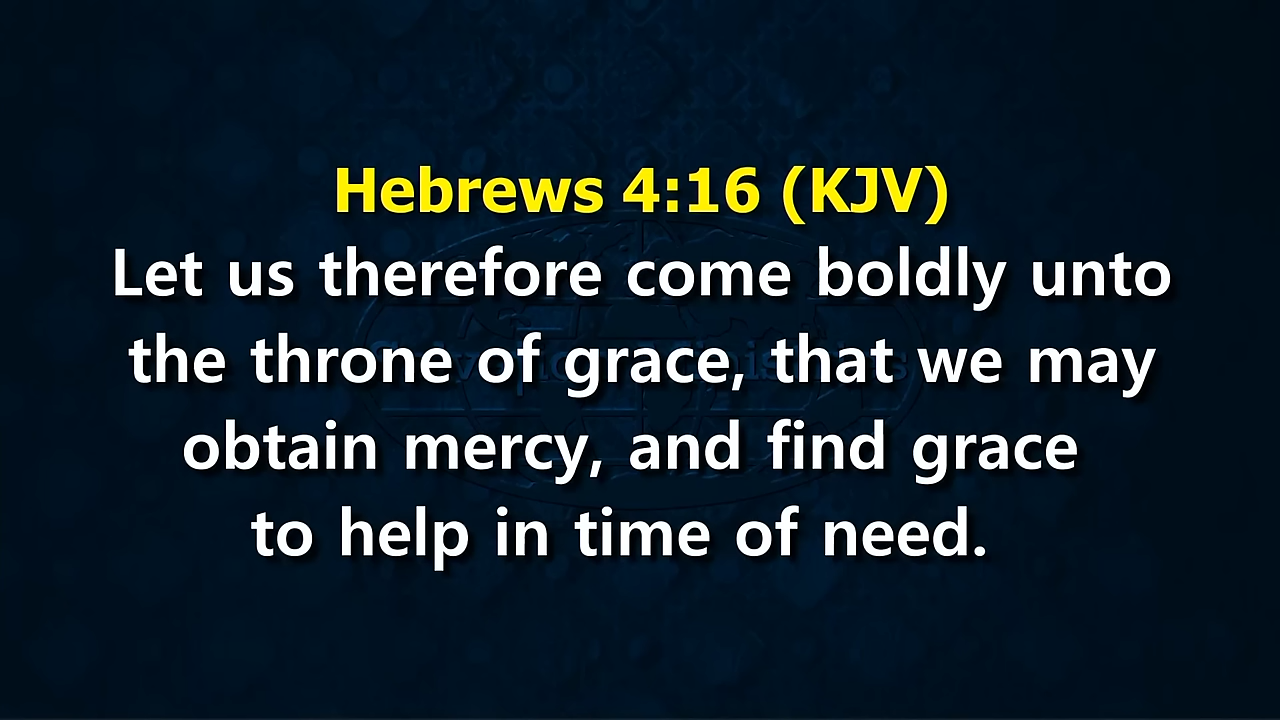 Hebrews 4:16 (KJV)
Let us therefore come boldly unto
the throne of grace, that we may
obtain mercy, and find grace
to help in time of need.